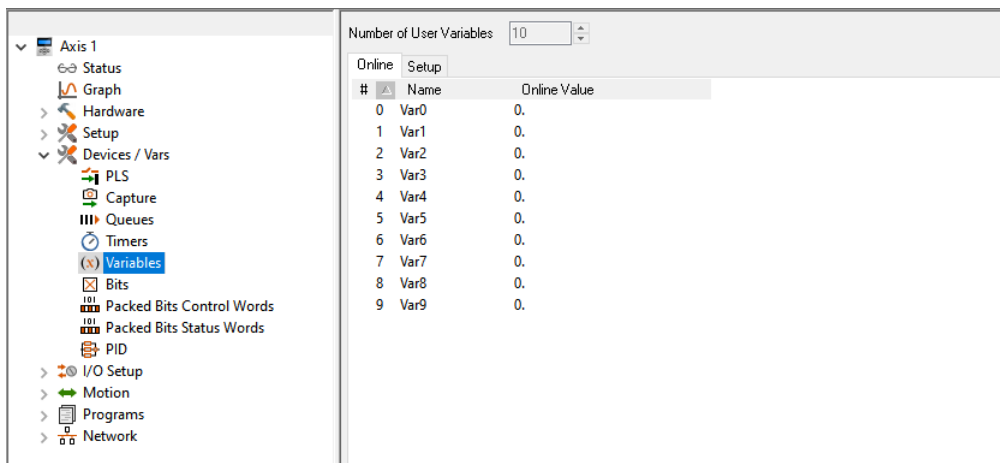 Axis 1
Status
Graph
Hardware
Setup
Devices / Vars
PLS
Capture
Queues
Timers
(x) Variables
Bits
101 Packed Bits Control Words
101 Packed Bits Status Words
PID
I/O Setup
Motion
Programs
Network
Number of User Variables 10
Online Setup
# Name Online Value
0 Var0 0.
1 Var1 0.
2 Var2 0.
3 Var3 0.
4 Var4 0.
5 Var5 0.
6 Var6 0.
7 Var7 0.
8 Var8 0.
9 Var9 0.